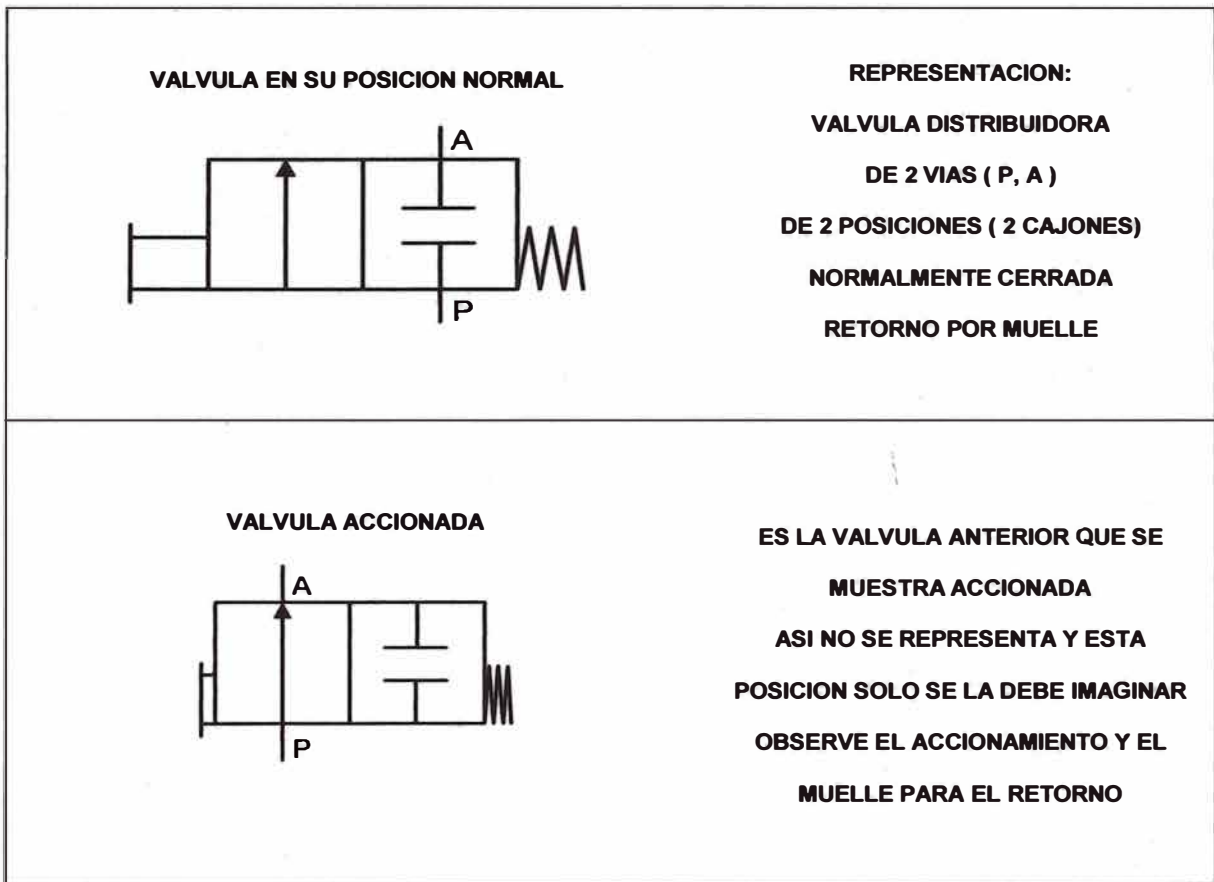 VALVULA EN SU POSICION NORMAL
A
P
REPRESENTACION:
VALVULA DISTRIBUIDORA
DE 2 VIAS ( P, A )
DE 2 POSICIONES ( 2 CAJONES)
NORMALMENTE CERRADA
RETORNO POR MUELLE
VALVULA ACCIONADA
A
P
ES LA VALVULA ANTERIOR QUE SE
MUESTRA ACCIONADA
ASI NO SE REPRESENTA Y ESTA
POSICION SOLO SE LA DEBE IMAGINAR
OBSERVE EL ACCIONAMIENTO Y EL
MUELLE PARA EL RETORNO